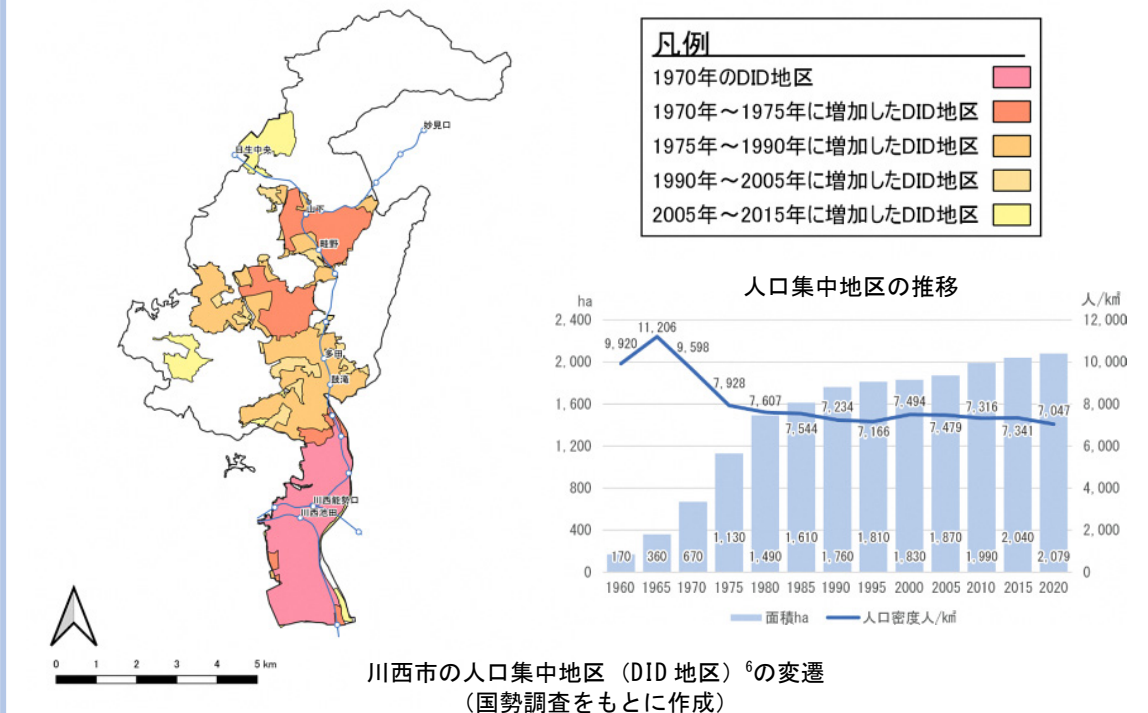 凡例
1970年のDID地区
1970年～1975年に増加したDID地区
1975年～1990年に増加したDID地区
1990年～2005年に増加したDID地区
2005年～2015年に増加したDID地区
妙見口
日生中央
山下
畦野
多田
鼓滝
川西能勢口
川西池田
0 1 2 3 4 5 km
人口集中地区の推移
ha 人/㎢
2,400 12,000
2,000 10,000
1,600 8,000
1,200 6,000
800 4,000
400 2,000
0 0
9,920 11,206 9,598 7,928 7,607 7,544 7,234 7,166 7,494 7,479 7,316 7,341 7,047
170 360 670 1,130 1,490 1,610 1,760 1,810 1,830 1,870 1,990 2,040 2,079
1960 1965 1970 1975 1980 1985 1990 1995 2000 2005 2010 2015 2020
面積ha 人口密度人/㎢
川西市の人口集中地区（DID 地区）⁶の変遷
（国勢調査をもとに作成）